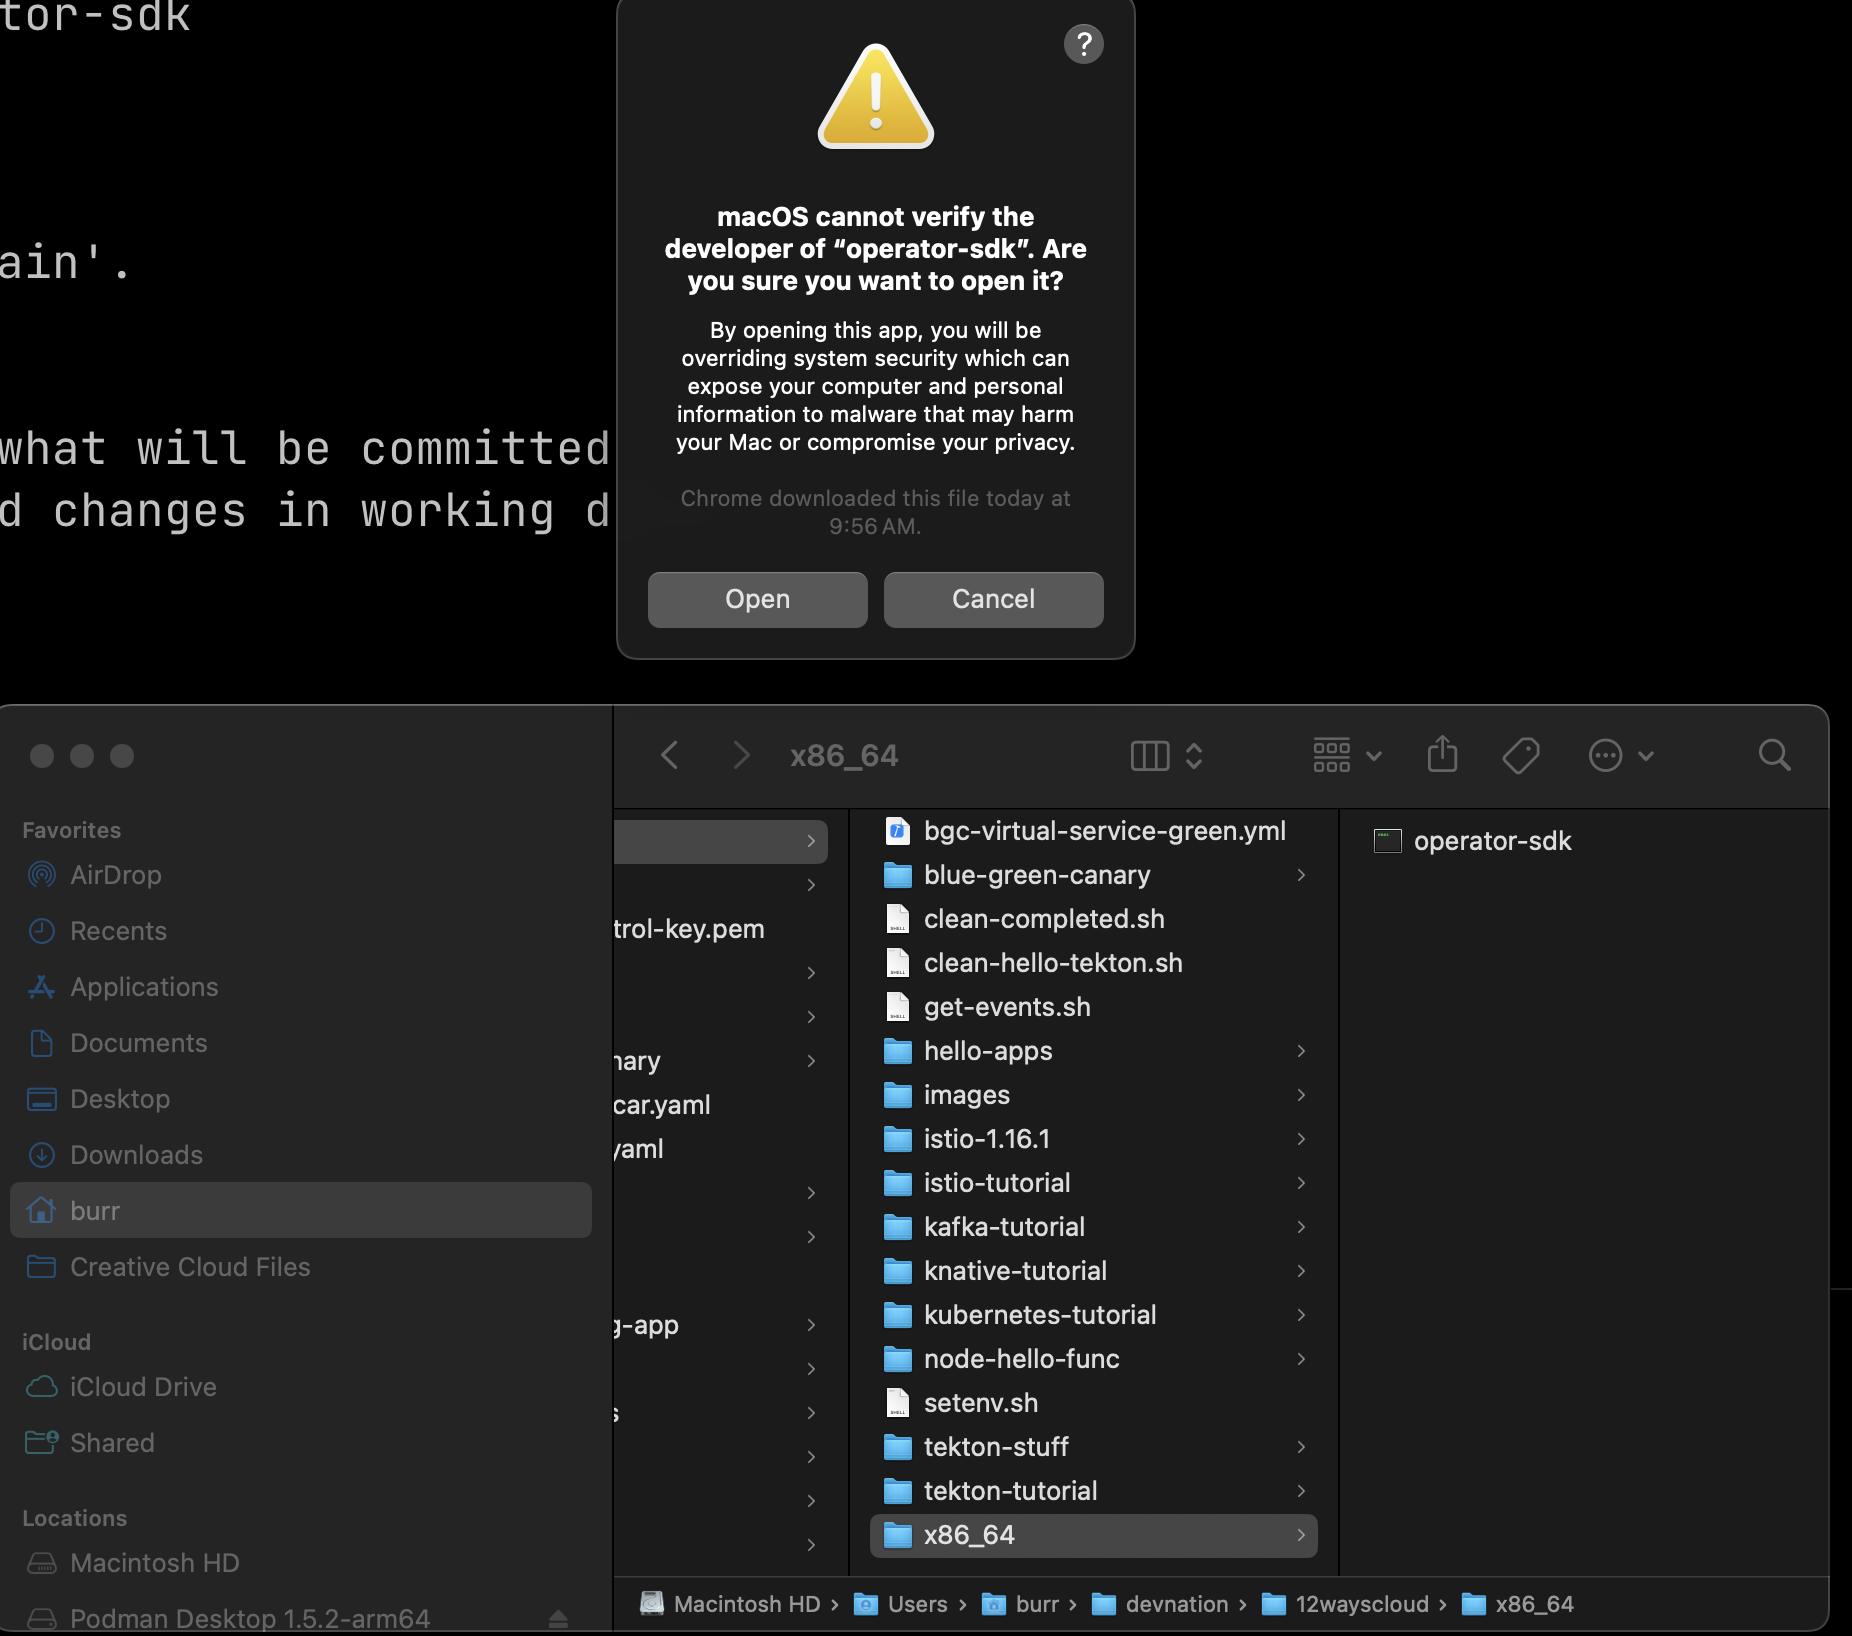 tor-sdk
ain'.
what will be committed
d changes in working d
?
macOS cannot verify the
developer of “operator-sdk”. Are
you sure you want to open it?
By opening this app, you will be
overriding system security which can
expose your computer and personal
information to malware that may harm
your Mac or compromise your privacy.
Chrome downloaded this file today at
9:56 AM.
Open
Cancel
x86_64
Favorites
AirDrop
Recents
Applications
Documents
Desktop
Downloads
burr
Creative Cloud Files
iCloud
iCloud Drive
Shared
Locations
Macintosh HD
Podman Desktop 1.5.2-arm64
trol-key.pem
nary
car.yaml
yaml
g-app
s
bgc-virtual-service-green.yml
blue-green-canary
clean-completed.sh
clean-hello-tekton.sh
get-events.sh
hello-apps
images
istio-1.16.1
istio-tutorial
kafka-tutorial
knative-tutorial
kubernetes-tutorial
node-hello-func
setenv.sh
tekton-stuff
tekton-tutorial
x86_64
operator-sdk
Macintosh HD › Users › burr › devnation › 12wayscloud › x86_64